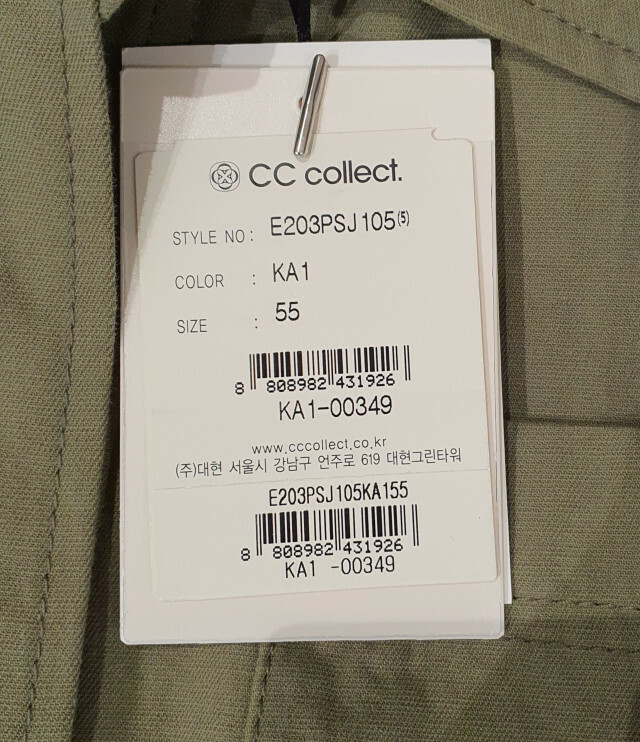 CC collect.
STYLE NO : E203PSJ105(5)
COLOR : KA1
SIZE : 55
8 808982 431926
KA1-00349
www.cccollect.co.kr
(주)대현 서울시 강남구 언주로 619 대현그린타워
E203PSJ105KA155
8 808982 431926
KA1 -00349